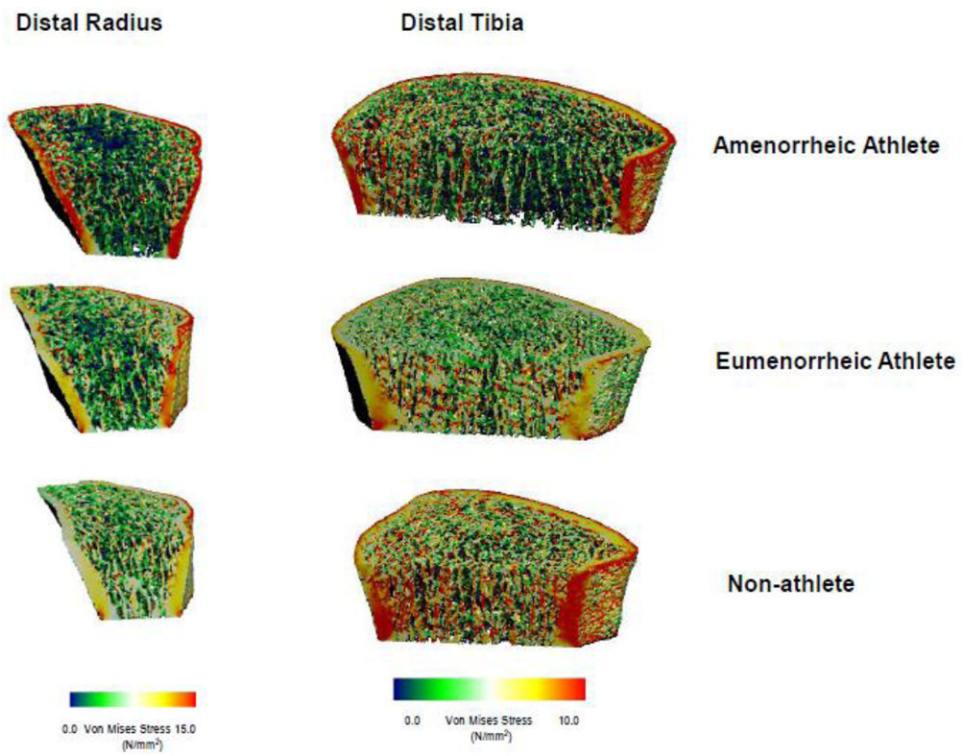 Distal Radius
Distal Tibia
Amenorrheic Athlete
Eumenorrheic Athlete
Non-athlete
0.0 Von Mises Stress 15.0
(N/mm²)
0.0 Von Mises Stress 10.0
(N/mm²)